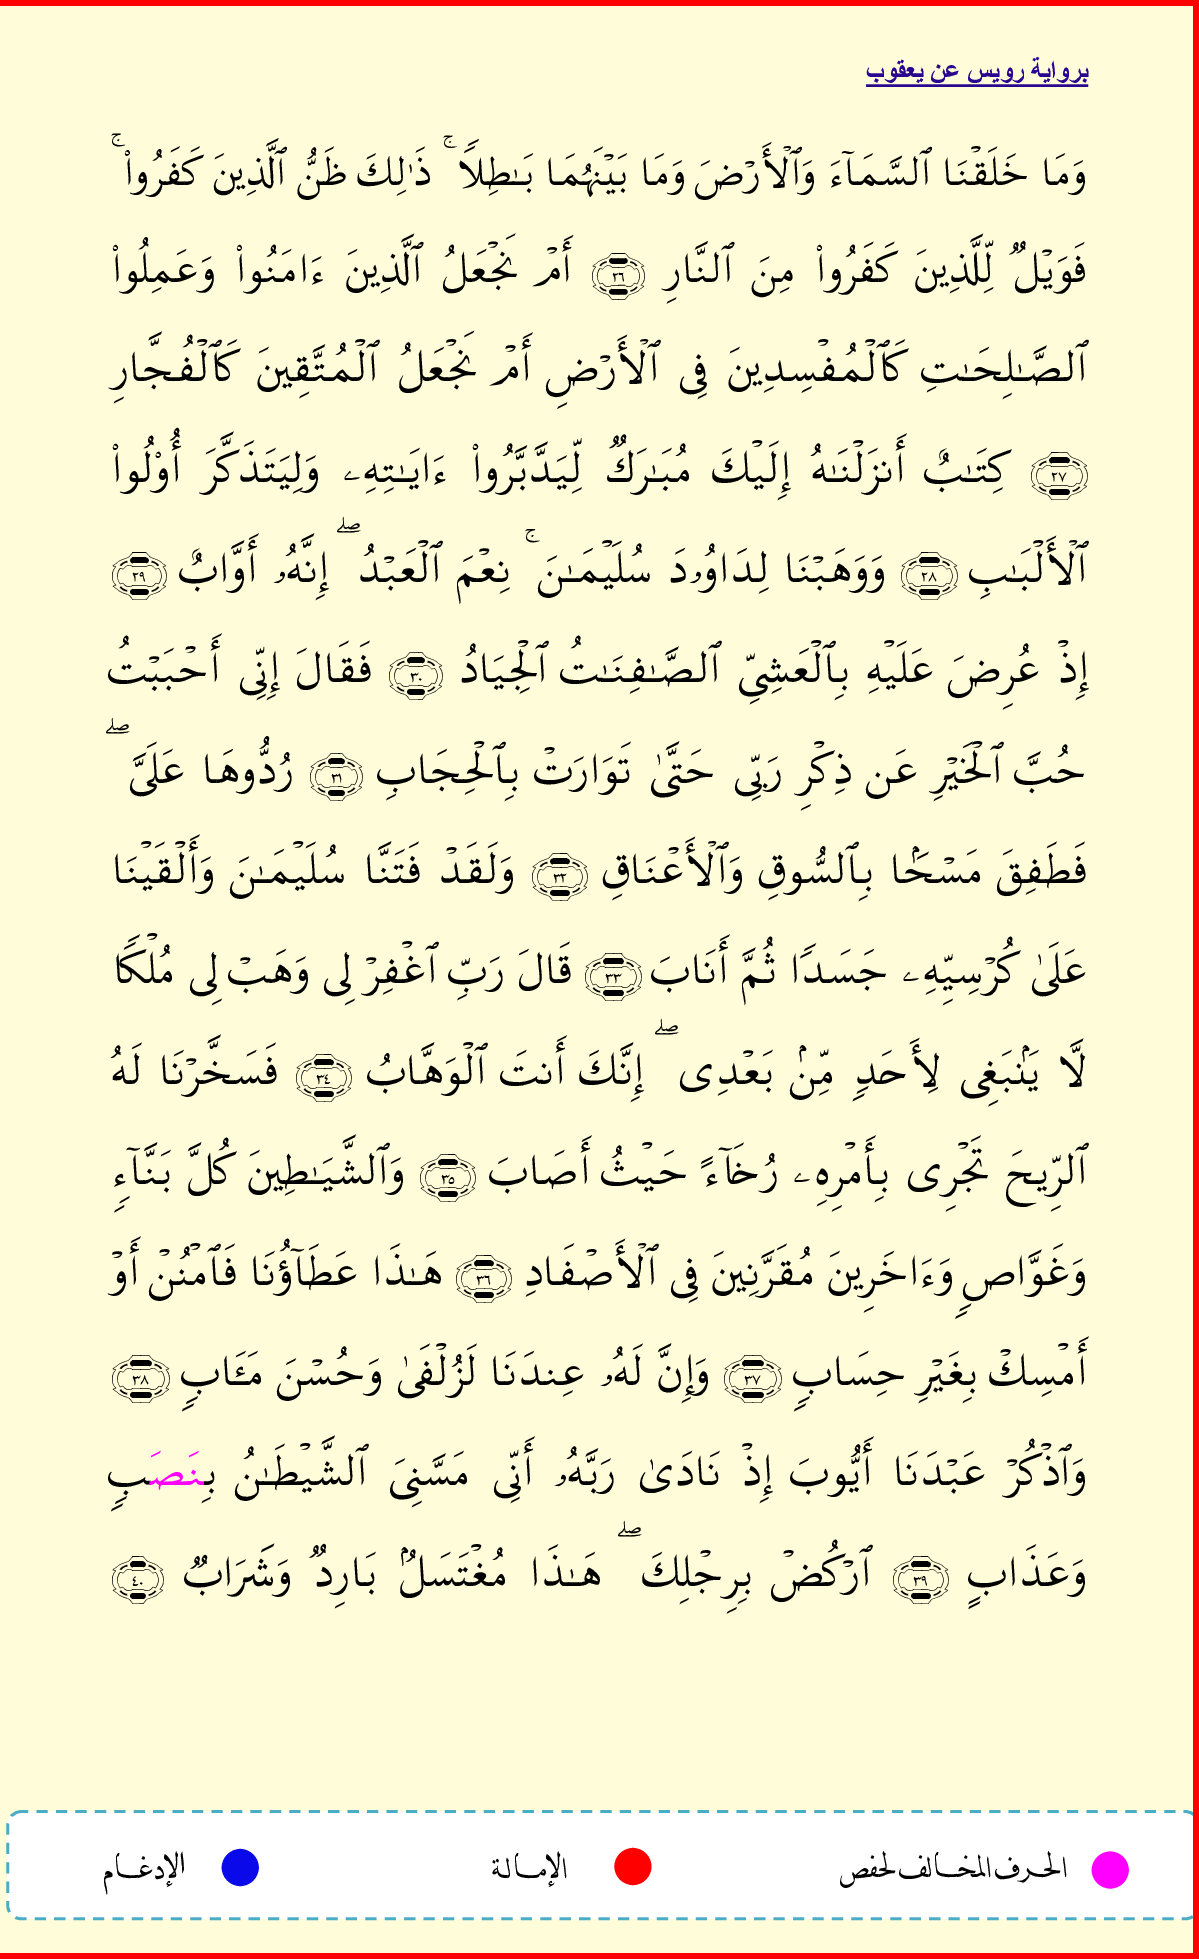 برواية رويس عن يعقوب
وَمَا خَلَقْنَا ٱلسَّمَآءَ وَٱلْأَرْضَ وَمَا بَيْنَهُمَا بَـٰطِلًا ۚ ذَٰلِكَ ظَنُّ ٱلَّذِينَ كَفَرُوا۟ ۚ
فَوَيْلٌ لِّلَّذِينَ كَفَرُوا۟ مِنَ ٱلنَّارِ ٢٦ أَمْ نَجْعَلُ ٱلَّذِينَ ءَامَنُوا۟ وَعَمِلُوا۟
ٱلصَّـٰلِحَـٰتِ كَٱلْمُفْسِدِينَ فِى ٱلْأَرْضِ أَمْ نَجْعَلُ ٱلْمُتَّقِينَ كَٱلْفُجَّارِ
٢٧ كِتَـٰبٌ أَنزَلْنَـٰهُ إِلَيْكَ مُبَـٰرَكٌ لِّيَدَّبَّرُوا۟ ءَايَـٰتِهِۦ وَلِيَتَذَكَّرَ أُو۟لُوا۟
ٱلْأَلْبَـٰبِ ٢٨ وَوَهَبْنَا لِدَاوُۥدَ سُلَيْمَـٰنَ ۚ نِعْمَ ٱلْعَبْدُ ۖ إِنَّهُۥٓ أَوَّابٌ ٢٩
إِذْ عُرِضَ عَلَيْهِ بِٱلْعَشِىِّ ٱلصَّـٰفِنَـٰتُ ٱلْجِيَادُ ٣٠ فَقَالَ إِنِّى أَحْبَبْتُ
حُبَّ ٱلْخَيْرِ عَن ذِكْرِ رَبِّى حَتَّىٰ تَوَارَتْ بِٱلْحِجَابِ ٣١ رُدُّوهَا عَلَىَّ ۖ
فَطَفِقَ مَسْحًۢا بِٱلسُّوقِ وَٱلْأَعْنَاقِ ٣٢ وَلَقَدْ فَتَنَّا سُلَيْمَـٰنَ وَأَلْقَيْنَا
عَلَىٰ كُرْسِيِّهِۦ جَسَدًا ثُمَّ أَنَابَ ٣٣ قَالَ رَبِّ ٱغْفِرْ لِى وَهَبْ لِى مُلْكًا
لَّا يَنۢبَغِى لِأَحَدٍ مِّنۢ بَعْدِى ۖ إِنَّكَ أَنتَ ٱلْوَهَّابُ ٣٤ فَسَخَّرْنَا لَهُ
ٱلرِّيحَ تَجْرِى بِأَمْرِهِۦ رُخَآءً حَيْثُ أَصَابَ ٣٥ وَٱلشَّيَـٰطِينَ كُلَّ بَنَّآءٍ
وَغَوَّاصٍ وَءَاخَرِينَ مُقَرَّنِينَ فِى ٱلْأَصْفَادِ ٣٦ هَـٰذَا عَطَآؤُنَا فَٱمْنُنْ أَوْ
أَمْسِكْ بِغَيْرِ حِسَابٍ ٣٧ وَإِنَّ لَهُۥ عِندَنَا لَزُلْفَىٰ وَحُسْنَ مَـَٔابٍ ٣٨
وَٱذْكُرْ عَبْدَنَا أَيُّوبَ إِذْ نَادَىٰ رَبَّهُۥ أَنِّى مَسَّنِىَ ٱلشَّيْطَـٰنُ بِنَصَبٍ
وَعَذَابٍ ٣٩ ٱرْكُضْ بِرِجْلِكَ ۖ هَـٰذَا مُغْتَسَلٌۢ بَارِدٌ وَشَرَابٌ ٤٠
الحرف المخالف لحفص الإمالة الإدغام